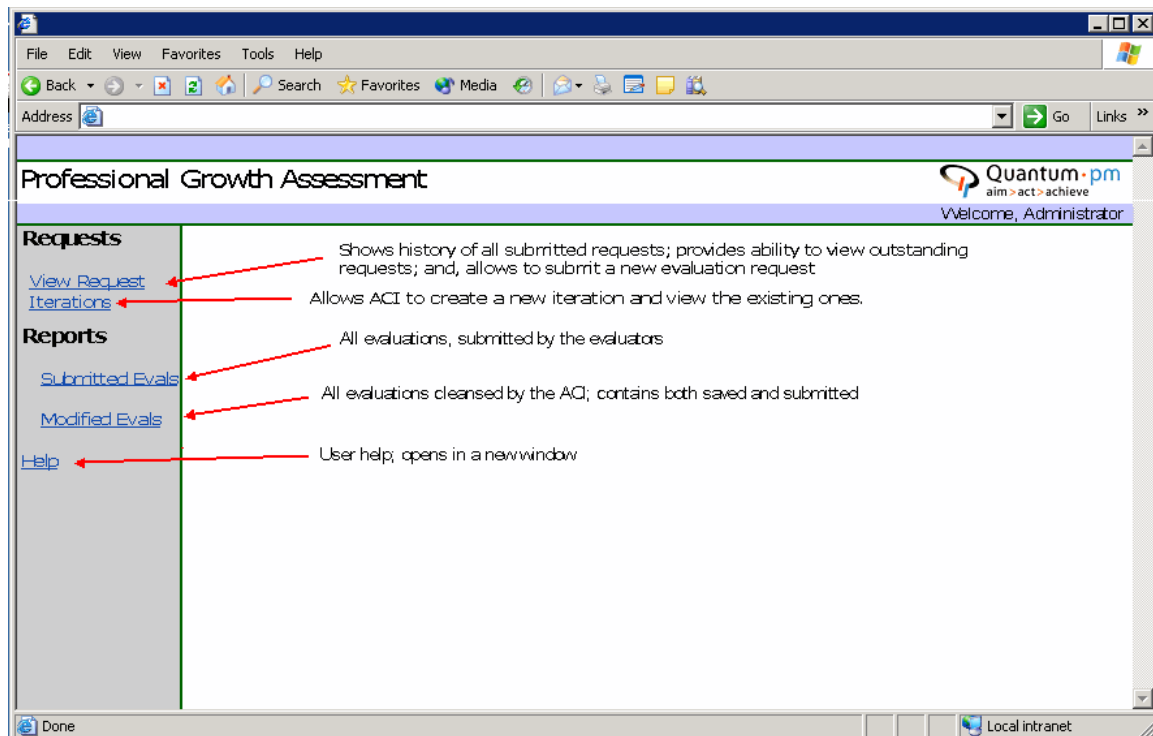 File Edit View Favorites Tools Help
Back Search Favorites Media
Address Go Links »
Professional Growth Assessment
Quantum·pm
aim>act>achieve
Welcome, Administrator
Requests
View Request
Iterations
Reports
Submitted Evals
Modified Evals
Help
Shows history of all submitted requests; provides ability to view outstanding
requests; and, allows to submit a new evaluation request
Allows ACI to create a new iteration and view the existing ones.
All evaluations, submitted by the evaluators
All evaluations cleansed by the ACI; contains both saved and submitted
User help; opens in a new window
Done Local intranet